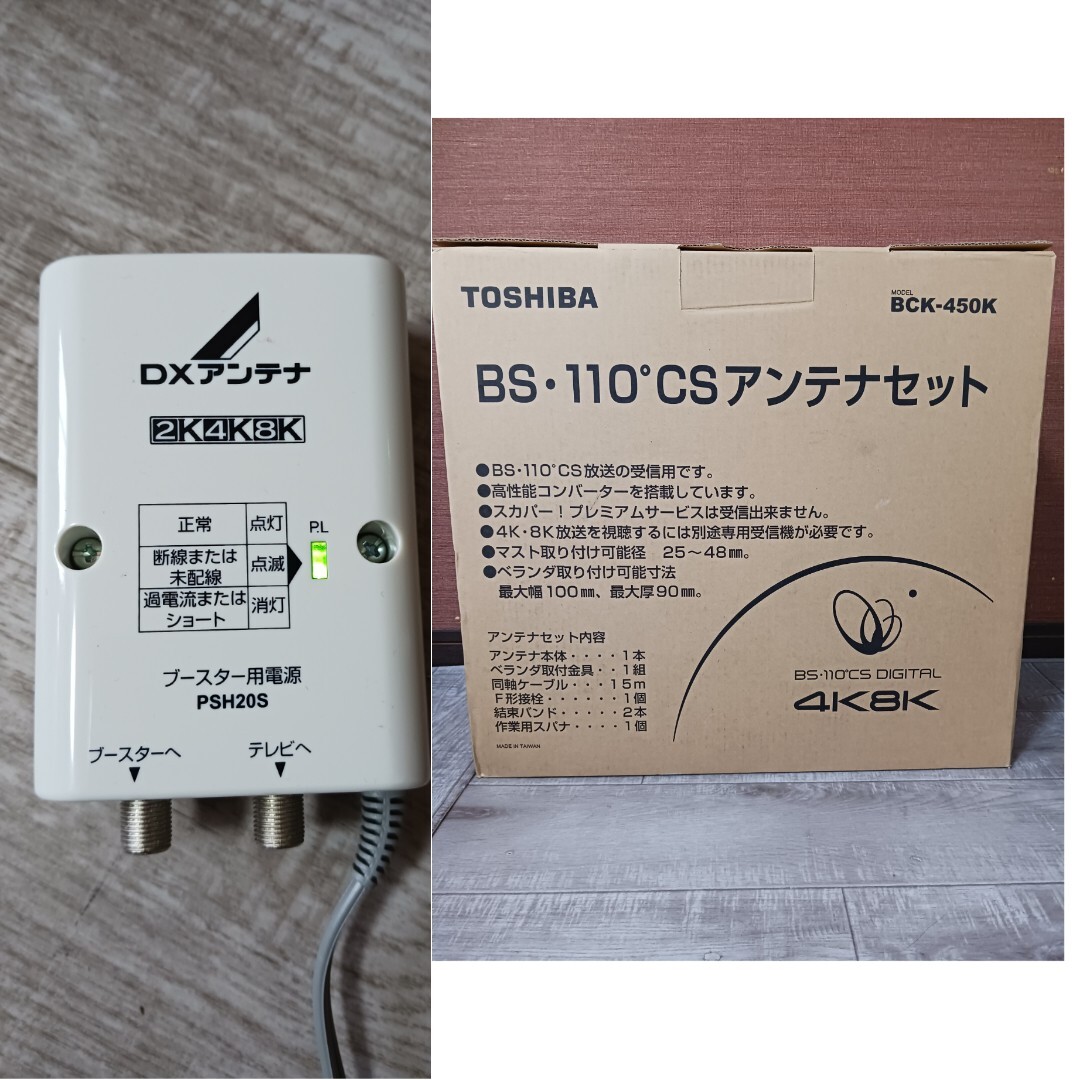 DXアンテナ
2K4K8K
正常 点灯
断線または
未配線 点滅
過電流または
ショート 消灯
PL
ブースター用電源
PSH20S
ブースターへ テレビへ
TOSHIBA
MODEL
BCK-450K
BS・110°CSアンテナセット
●BS・110°CS放送の受信用です。
●高性能コンバーターを搭載しています。
●スカパー！プレミアムサービスは受信出来ません。
●4K・8K放送を視聴するには別途専用受信機が必要です。
●マスト取り付け可能径 25～48㎜。
●ベランダ取り付け可能寸法
最大幅100㎜、最大厚90㎜。
アンテナセット内容
アンテナ本体・・・・1本
ベランダ取付金具・・1組
同軸ケーブル・・・15m
F形接栓・・・・・・1個
結束バンド・・・・・2本
作業用スパナ・・・・1個
MADE IN TAIWAN
BS・110°CS DIGITAL
4K8K